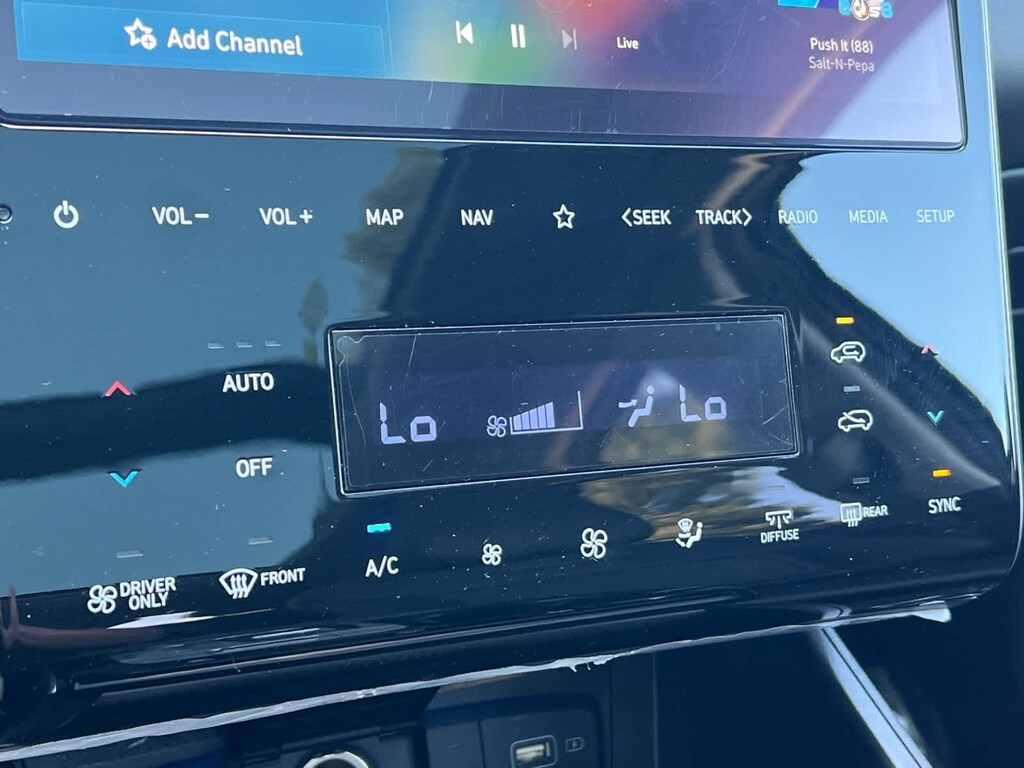 Add Channel
Live
Push It (88)
Salt-N-Pepa
VOL−
VOL+
MAP
NAV
<SEEK
TRACK>
RADIO
MEDIA
SETUP
AUTO
Lo
Lo
OFF
SYNC
REAR
DIFFUSE
A/C
FRONT
DRIVER
ONLY